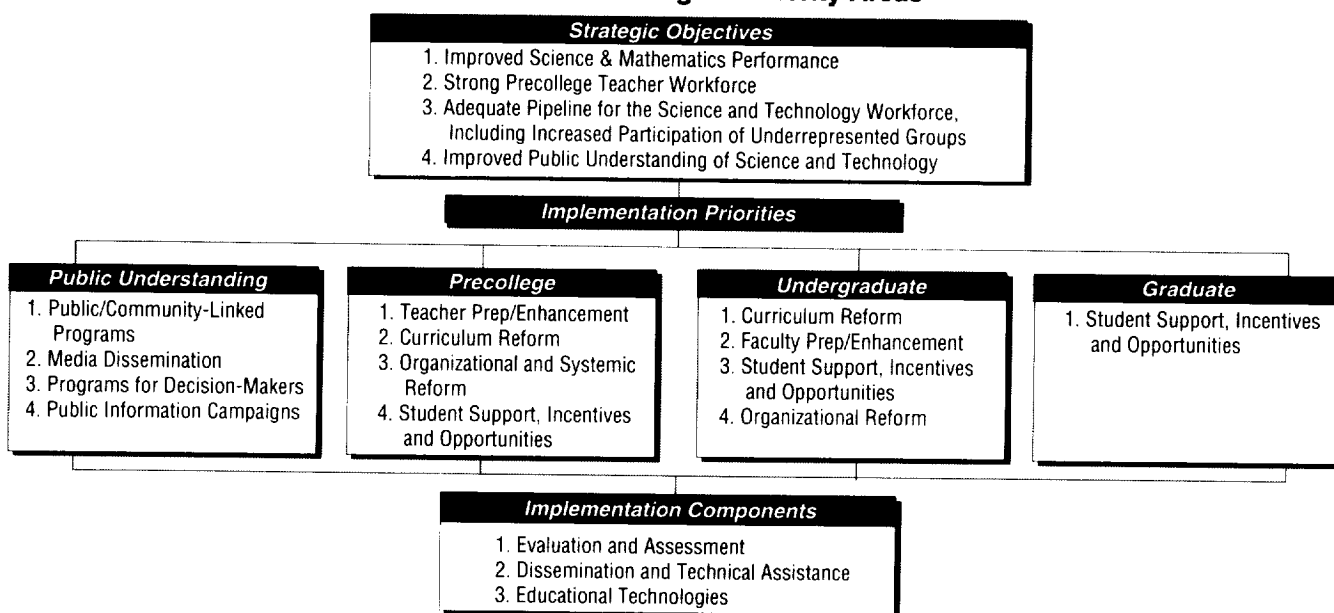 Strategic Objectives
1. Improved Science & Mathematics Performance
2. Strong Precollege Teacher Workforce
3. Adequate Pipeline for the Science and Technology Workforce,
Including Increased Participation of Underrepresented Groups
4. Improved Public Understanding of Science and Technology
Implementation Priorities
Public Understanding
1. Public/Community-Linked
Programs
2. Media Dissemination
3. Programs for Decision-Makers
4. Public Information Campaigns
Precollege
1. Teacher Prep/Enhancement
2. Curriculum Reform
3. Organizational and Systemic
Reform
4. Student Support, Incentives
and Opportunities
Undergraduate
1. Curriculum Reform
2. Faculty Prep/Enhancement
3. Student Support, Incentives
and Opportunities
4. Organizational Reform
Graduate
1. Student Support, Incentives
and Opportunities
Implementation Components
1. Evaluation and Assessment
2. Dissemination and Technical Assistance
3. Educational Technologies